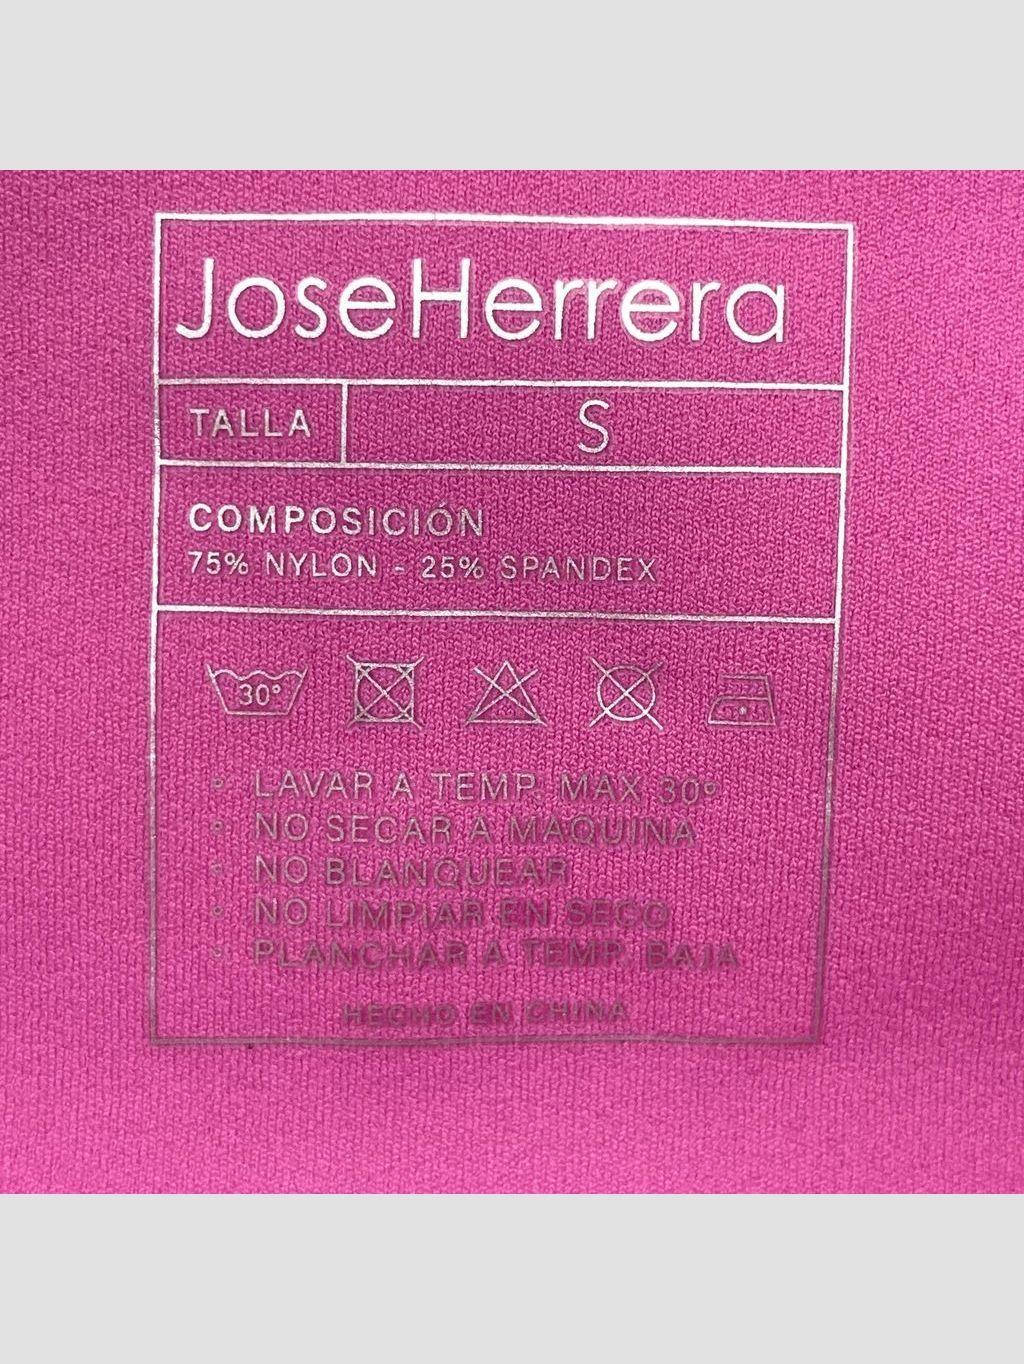 JoseHerrera
TALLA S
COMPOSICIÓN
75% NYLON - 25% SPANDEX
30°
• LAVAR A TEMP. MAX 30º
• NO SECAR A MAQUINA
• NO BLANQUEAR
• NO LIMPIAR EN SECO
• PLANCHAR A TEMP. BAJA
HECHO EN CHINA